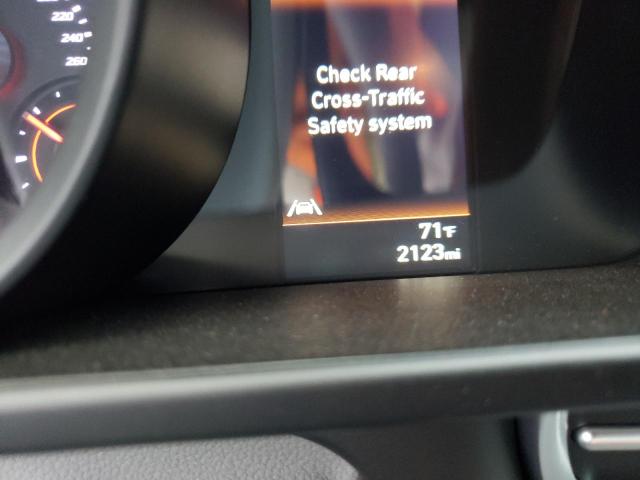 220
240
260
Check Rear
Cross-Traffic
Safety system
71°F
2123mi